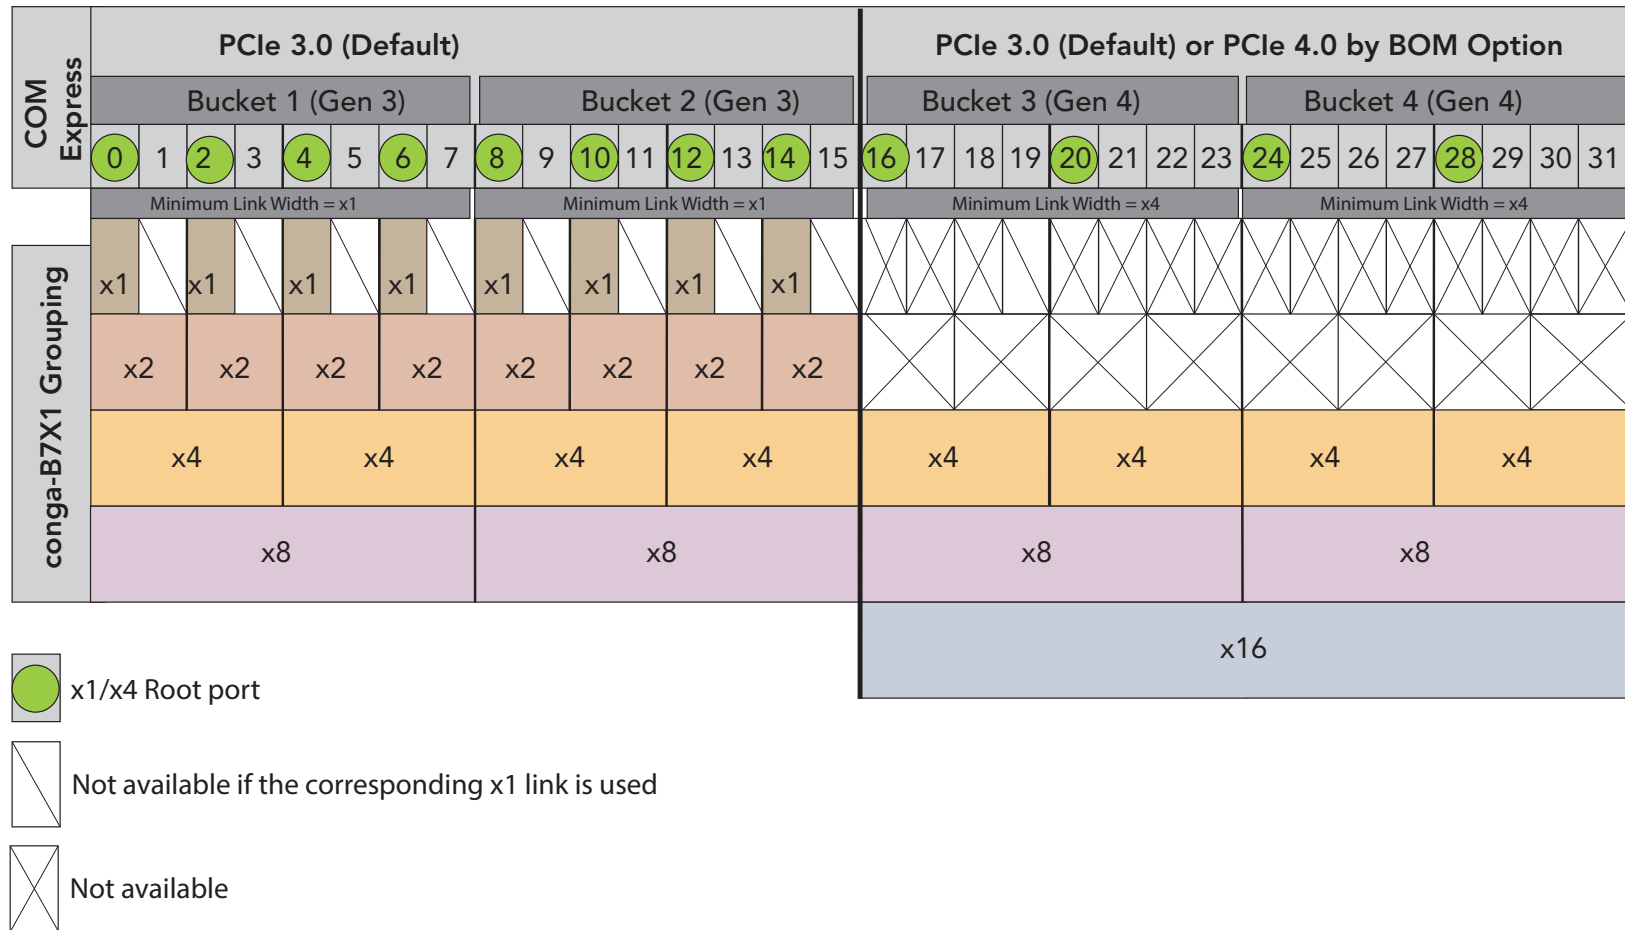 COM Express
PCIe 3.0 (Default)
PCIe 3.0 (Default) or PCIe 4.0 by BOM Option
Bucket 1 (Gen 3)
Bucket 2 (Gen 3)
Bucket 3 (Gen 4)
Bucket 4 (Gen 4)
0 1 2 3 4 5 6 7 8 9 10 11 12 13 14 15 16 17 18 19 20 21 22 23 24 25 26 27 28 29 30 31
Minimum Link Width = x1
Minimum Link Width = x1
Minimum Link Width = x4
Minimum Link Width = x4
conga-B7X1 Grouping
x1 x1 x1 x1 x1 x1 x1 x1
x2 x2 x2 x2 x2 x2 x2 x2
x4 x4 x4 x4 x4 x4 x4 x4
x8 x8 x8 x8
x16
x1/x4 Root port
Not available if the corresponding x1 link is used
Not available